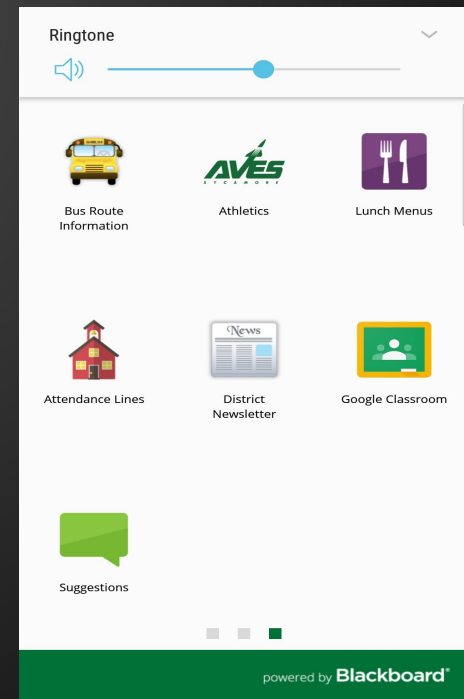 Ringtone
AVES
SYCAMORE
Bus Route
Information
Athletics
Lunch Menus
News
Attendance Lines
District
Newsletter
Google Classroom
Suggestions
powered by Blackboard®